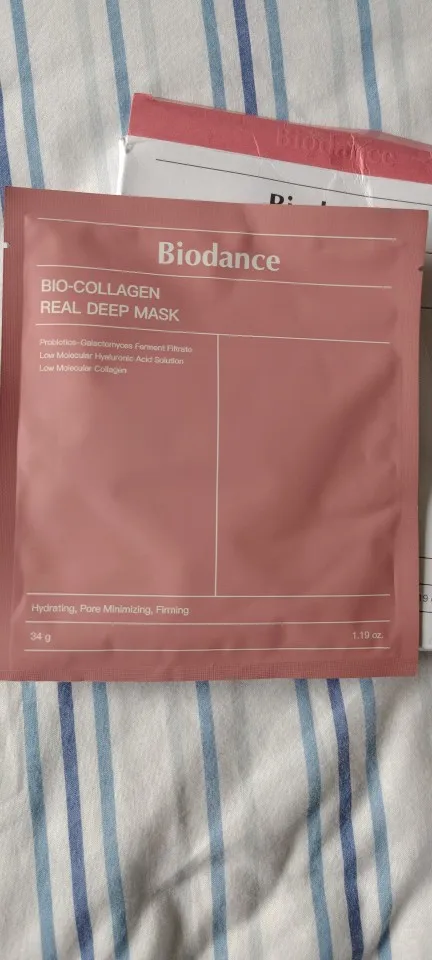 Biodance
Biodance
BIO-COLLAGEN
REAL DEEP MASK
Probiotics-Galactomyces Ferment Filtrate
Low Molecular Hyaluronic Acid Solution
Low Molecular Collagen
Hydrating, Pore Minimizing, Firming
34 g
1.19 oz.